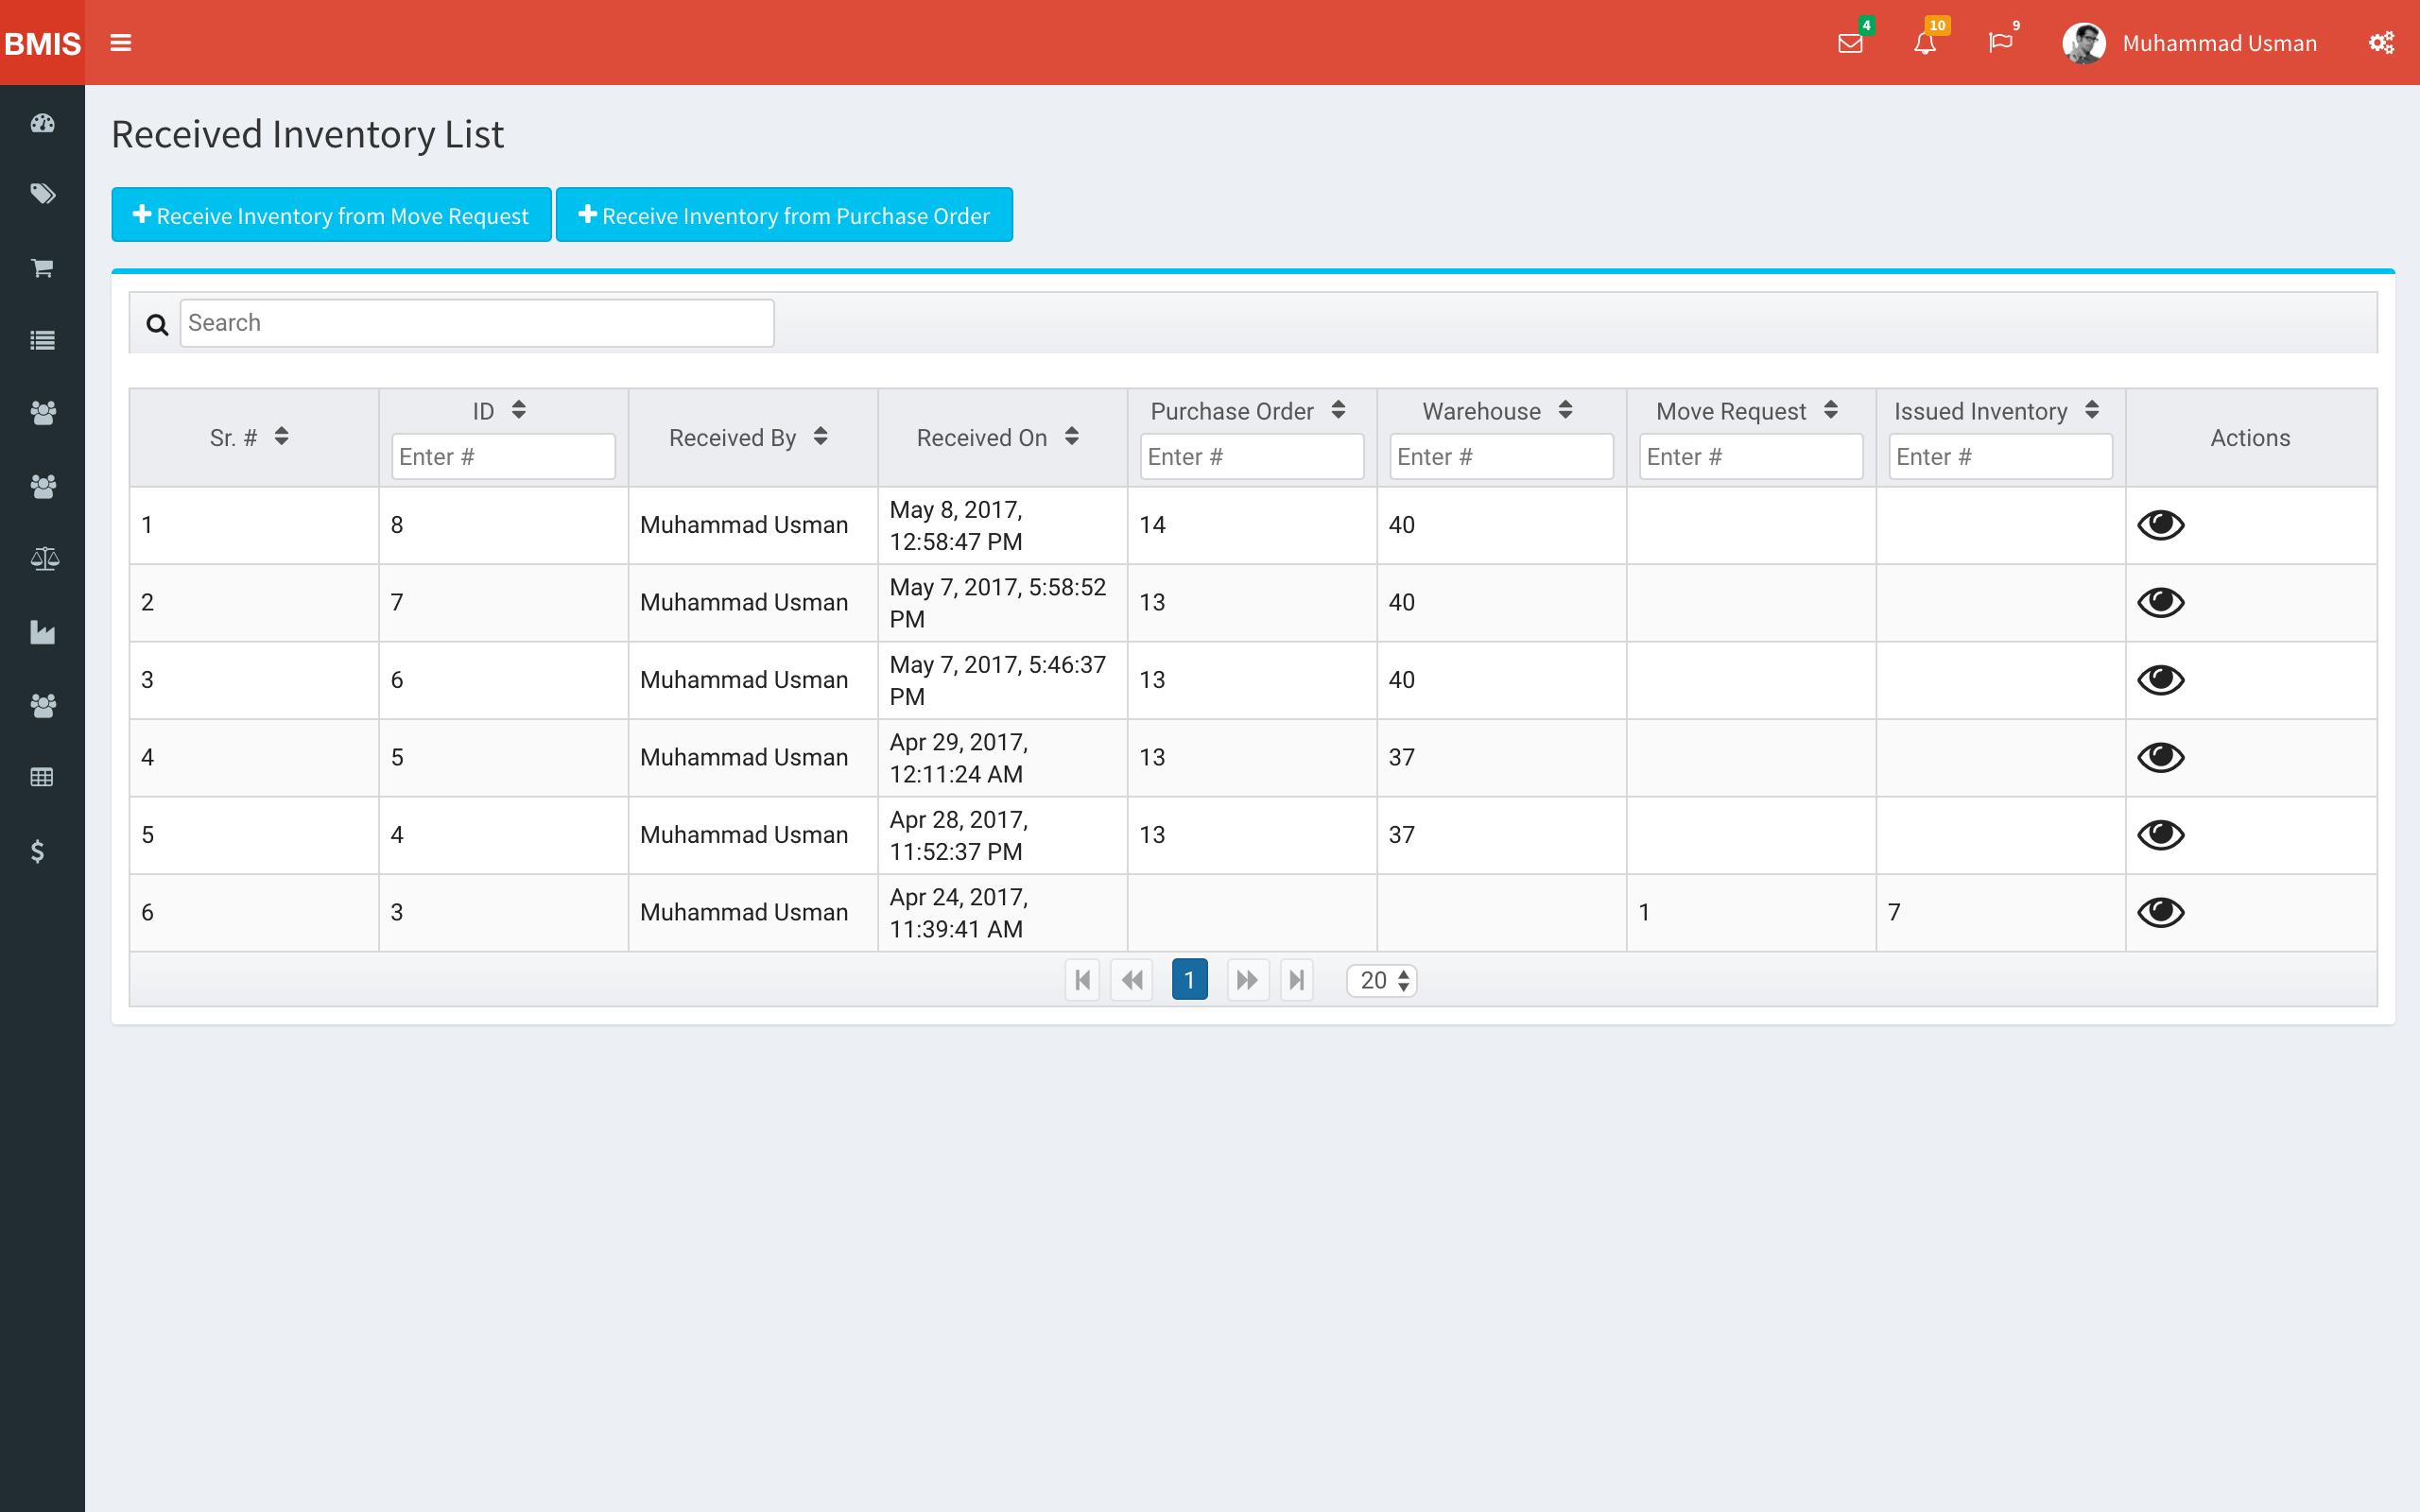 BMIS
4
10
9
Muhammad Usman
Received Inventory List
Receive Inventory from Move Request
Receive Inventory from Purchase Order
Search
Sr. #
ID
Enter #
Received By
Received On
Purchase Order
Enter #
Warehouse
Enter #
Move Request
Enter #
Issued Inventory
Enter #
Actions
1 8 Muhammad Usman May 8, 2017, 12:58:47 PM 14 40
2 7 Muhammad Usman May 7, 2017, 5:58:52 PM 13 40
3 6 Muhammad Usman May 7, 2017, 5:46:37 PM 13 40
4 5 Muhammad Usman Apr 29, 2017, 12:11:24 AM 13 37
5 4 Muhammad Usman Apr 28, 2017, 11:52:37 PM 13 37
6 3 Muhammad Usman Apr 24, 2017, 11:39:41 AM 1 7
1
20